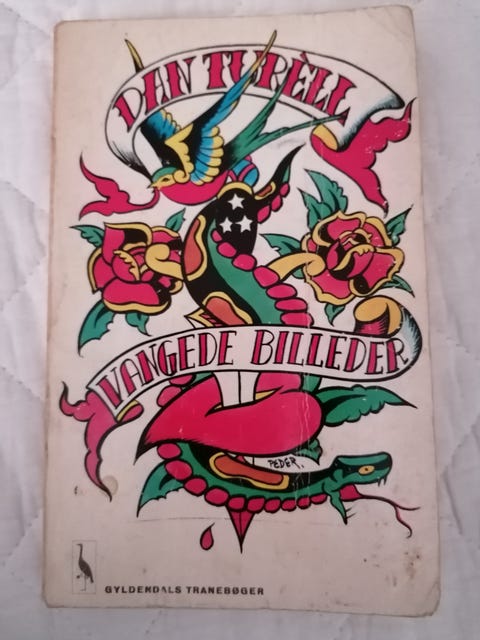 DAN TURÈLL
VANGEDE BILLEDER
PEDER.
GYLDENDALS TRANEBØGER